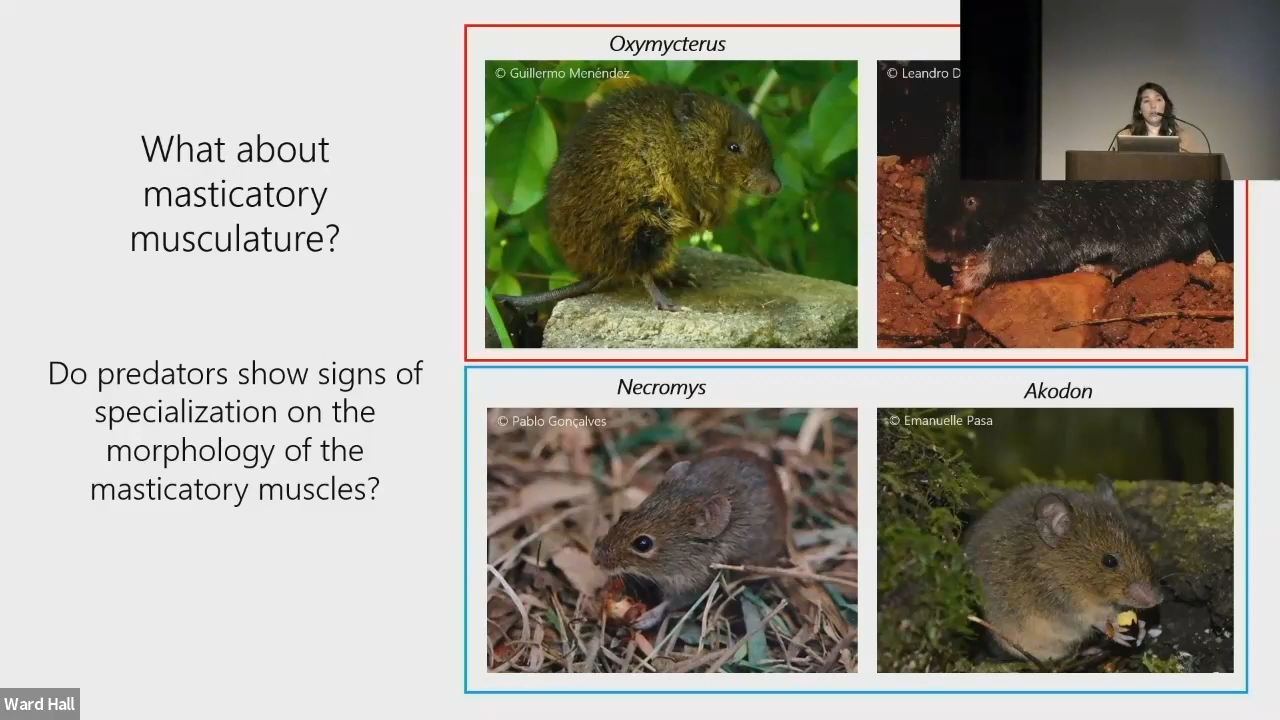 What about
masticatory
musculature?
Do predators show signs of
specialization on the
morphology of the
masticatory muscles?
Oxymycterus
© Guillermo Menéndez
© Leandro D
Necromys
© Pablo Gonçalves
Akodon
© Emanuelle Pasa
Ward Hall